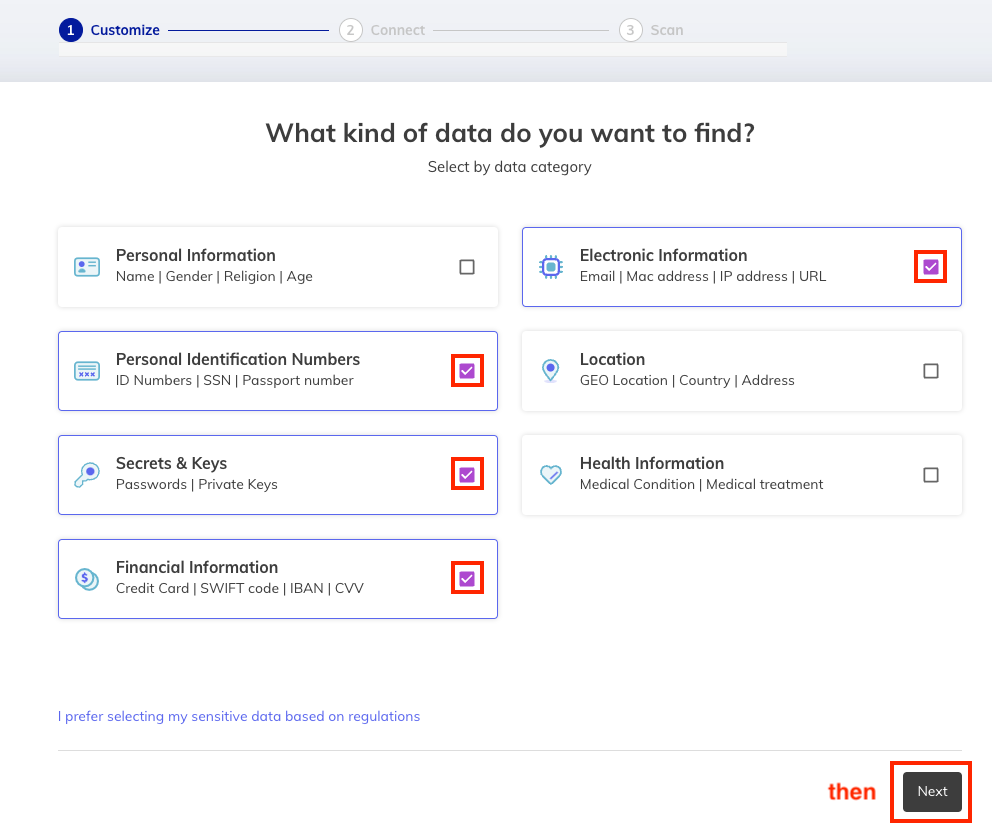 1 Customize 2 Connect 3 Scan
What kind of data do you want to find?
Select by data category
Personal Information
Name | Gender | Religion | Age
Electronic Information
Email | Mac address | IP address | URL
Personal Identification Numbers
ID Numbers | SSN | Passport number
Location
GEO Location | Country | Address
Secrets & Keys
Passwords | Private Keys
Health Information
Medical Condition | Medical treatment
Financial Information
Credit Card | SWIFT code | IBAN | CVV
I prefer selecting my sensitive data based on regulations
then Next